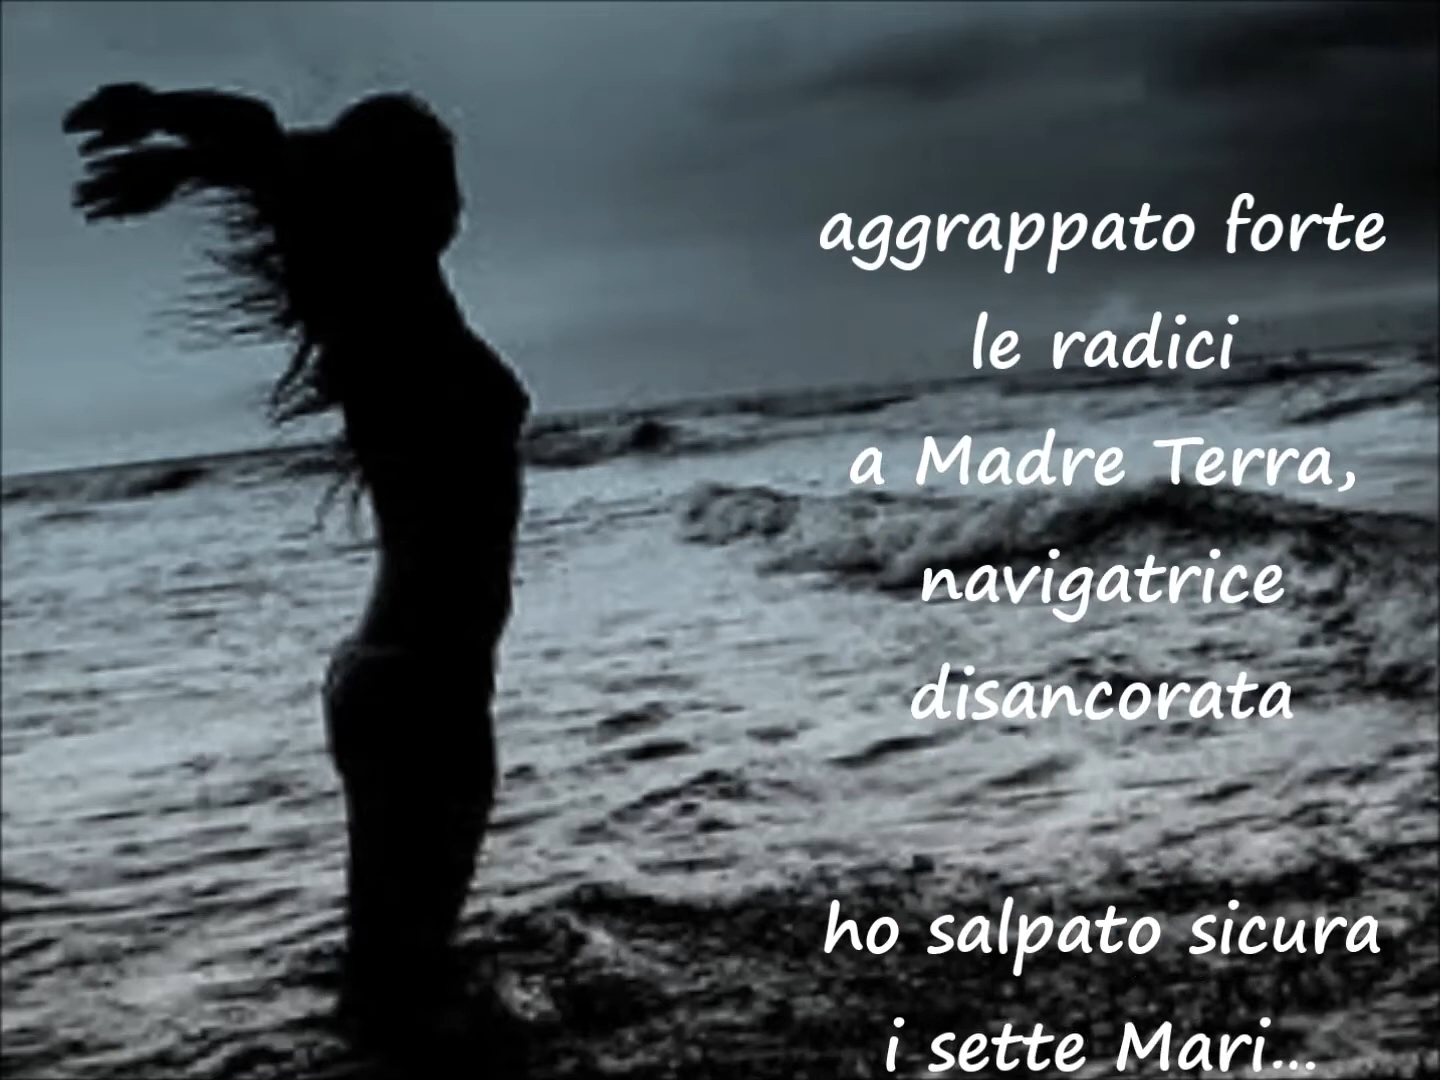 aggrappato forte
le radici
a Madre Terra,
navigatrice
disancorata
ho salpato sicura
i sette Mari...